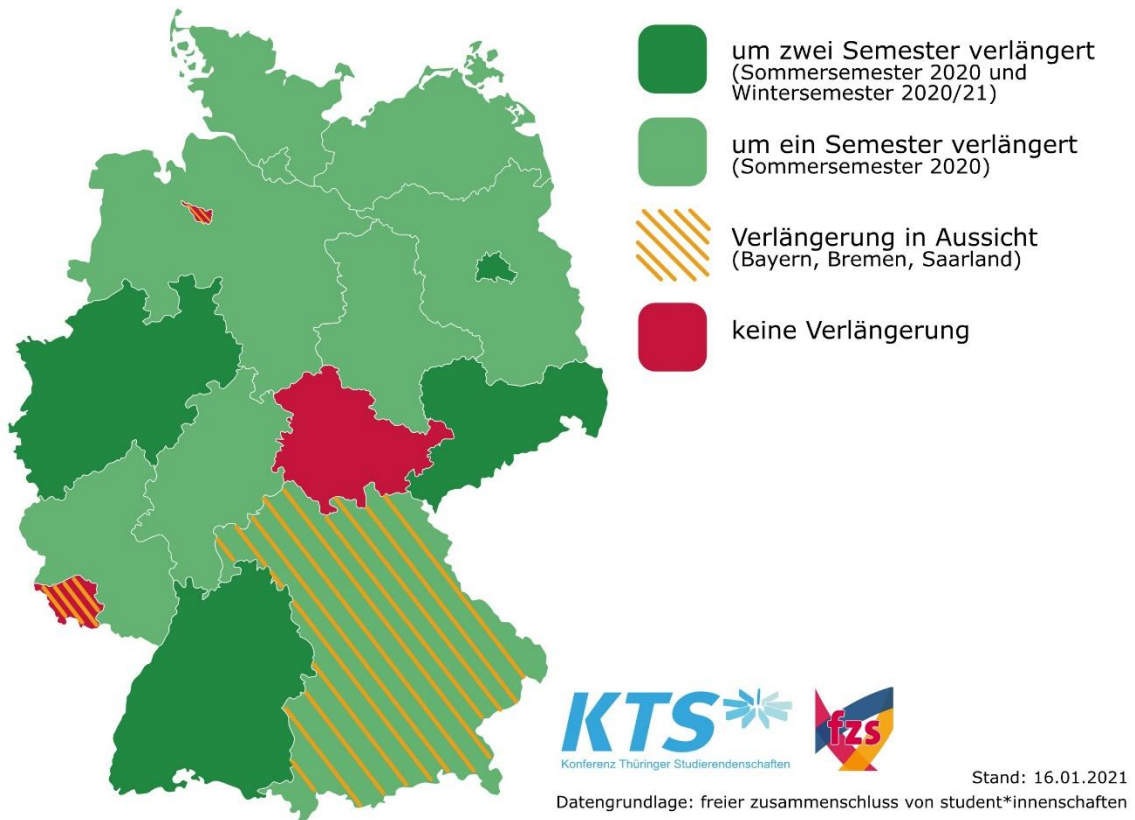 um zwei Semester verlängert
(Sommersemester 2020 und
Wintersemester 2020/21)
um ein Semester verlängert
(Sommersemester 2020)
Verlängerung in Aussicht
(Bayern, Bremen, Saarland)
keine Verlängerung
KTS
Konferenz Thüringer Studierendenschaften
fzs
Stand: 16.01.2021
Datengrundlage: freier zusammenschluss von student*innenschaften